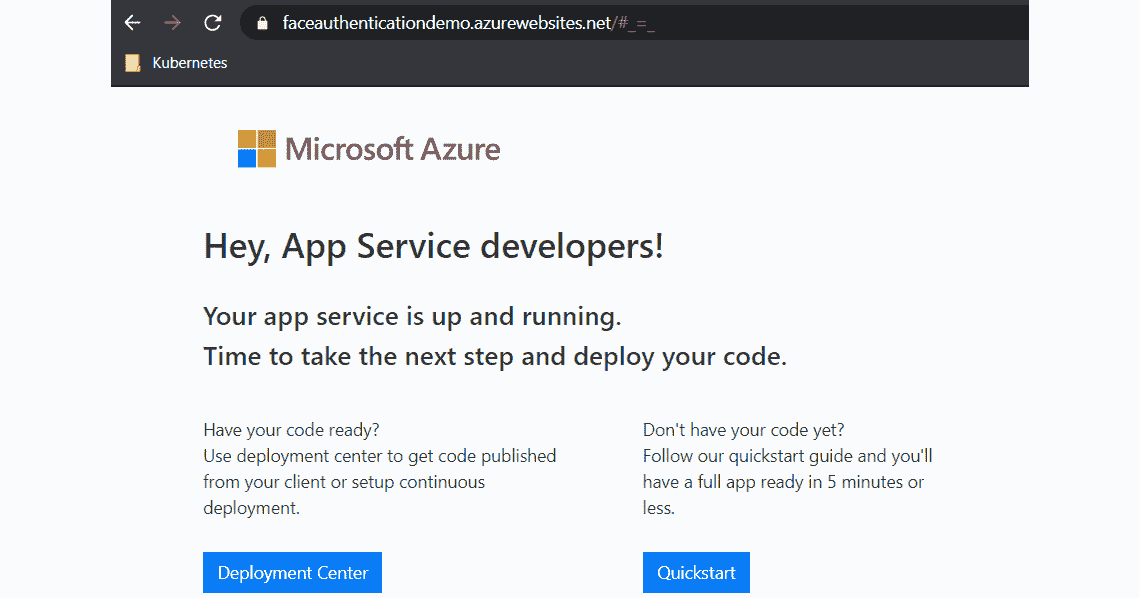 faceauthenticationdemo.azurewebsites.net/#_=_
Kubernetes
Microsoft Azure
Hey, App Service developers!
Your app service is up and running.
Time to take the next step and deploy your code.
Have your code ready?
Use deployment center to get code published
from your client or setup continuous
deployment.
Deployment Center
Don't have your code yet?
Follow our quickstart guide and you'll
have a full app ready in 5 minutes or
less.
Quickstart